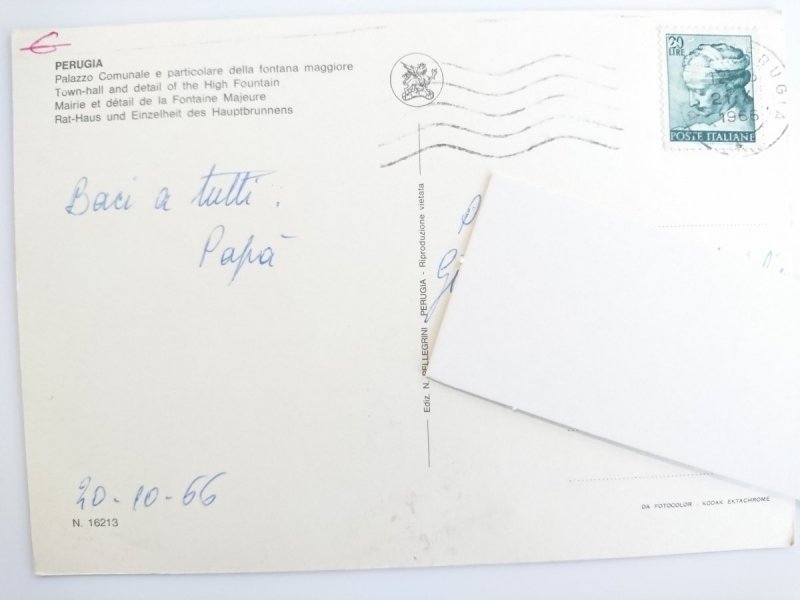 PERUGIA
Palazzo Comunale e particolare della fontana maggiore
Town-hall and detail of the High Fountain
Mairie et détail de la Fontaine Majeure
Rat-Haus und Einzelheit des Hauptbrunnens
20 LIRE
POSTE ITALIANE
RUGIA
1966
Baci a tutti.
Papà
Ediz. N. PELLEGRINI - PERUGIA - Riproduzione vietata
20-10-66
N. 16213
DA FOTOCOLOR - KODAK EKTACHROME